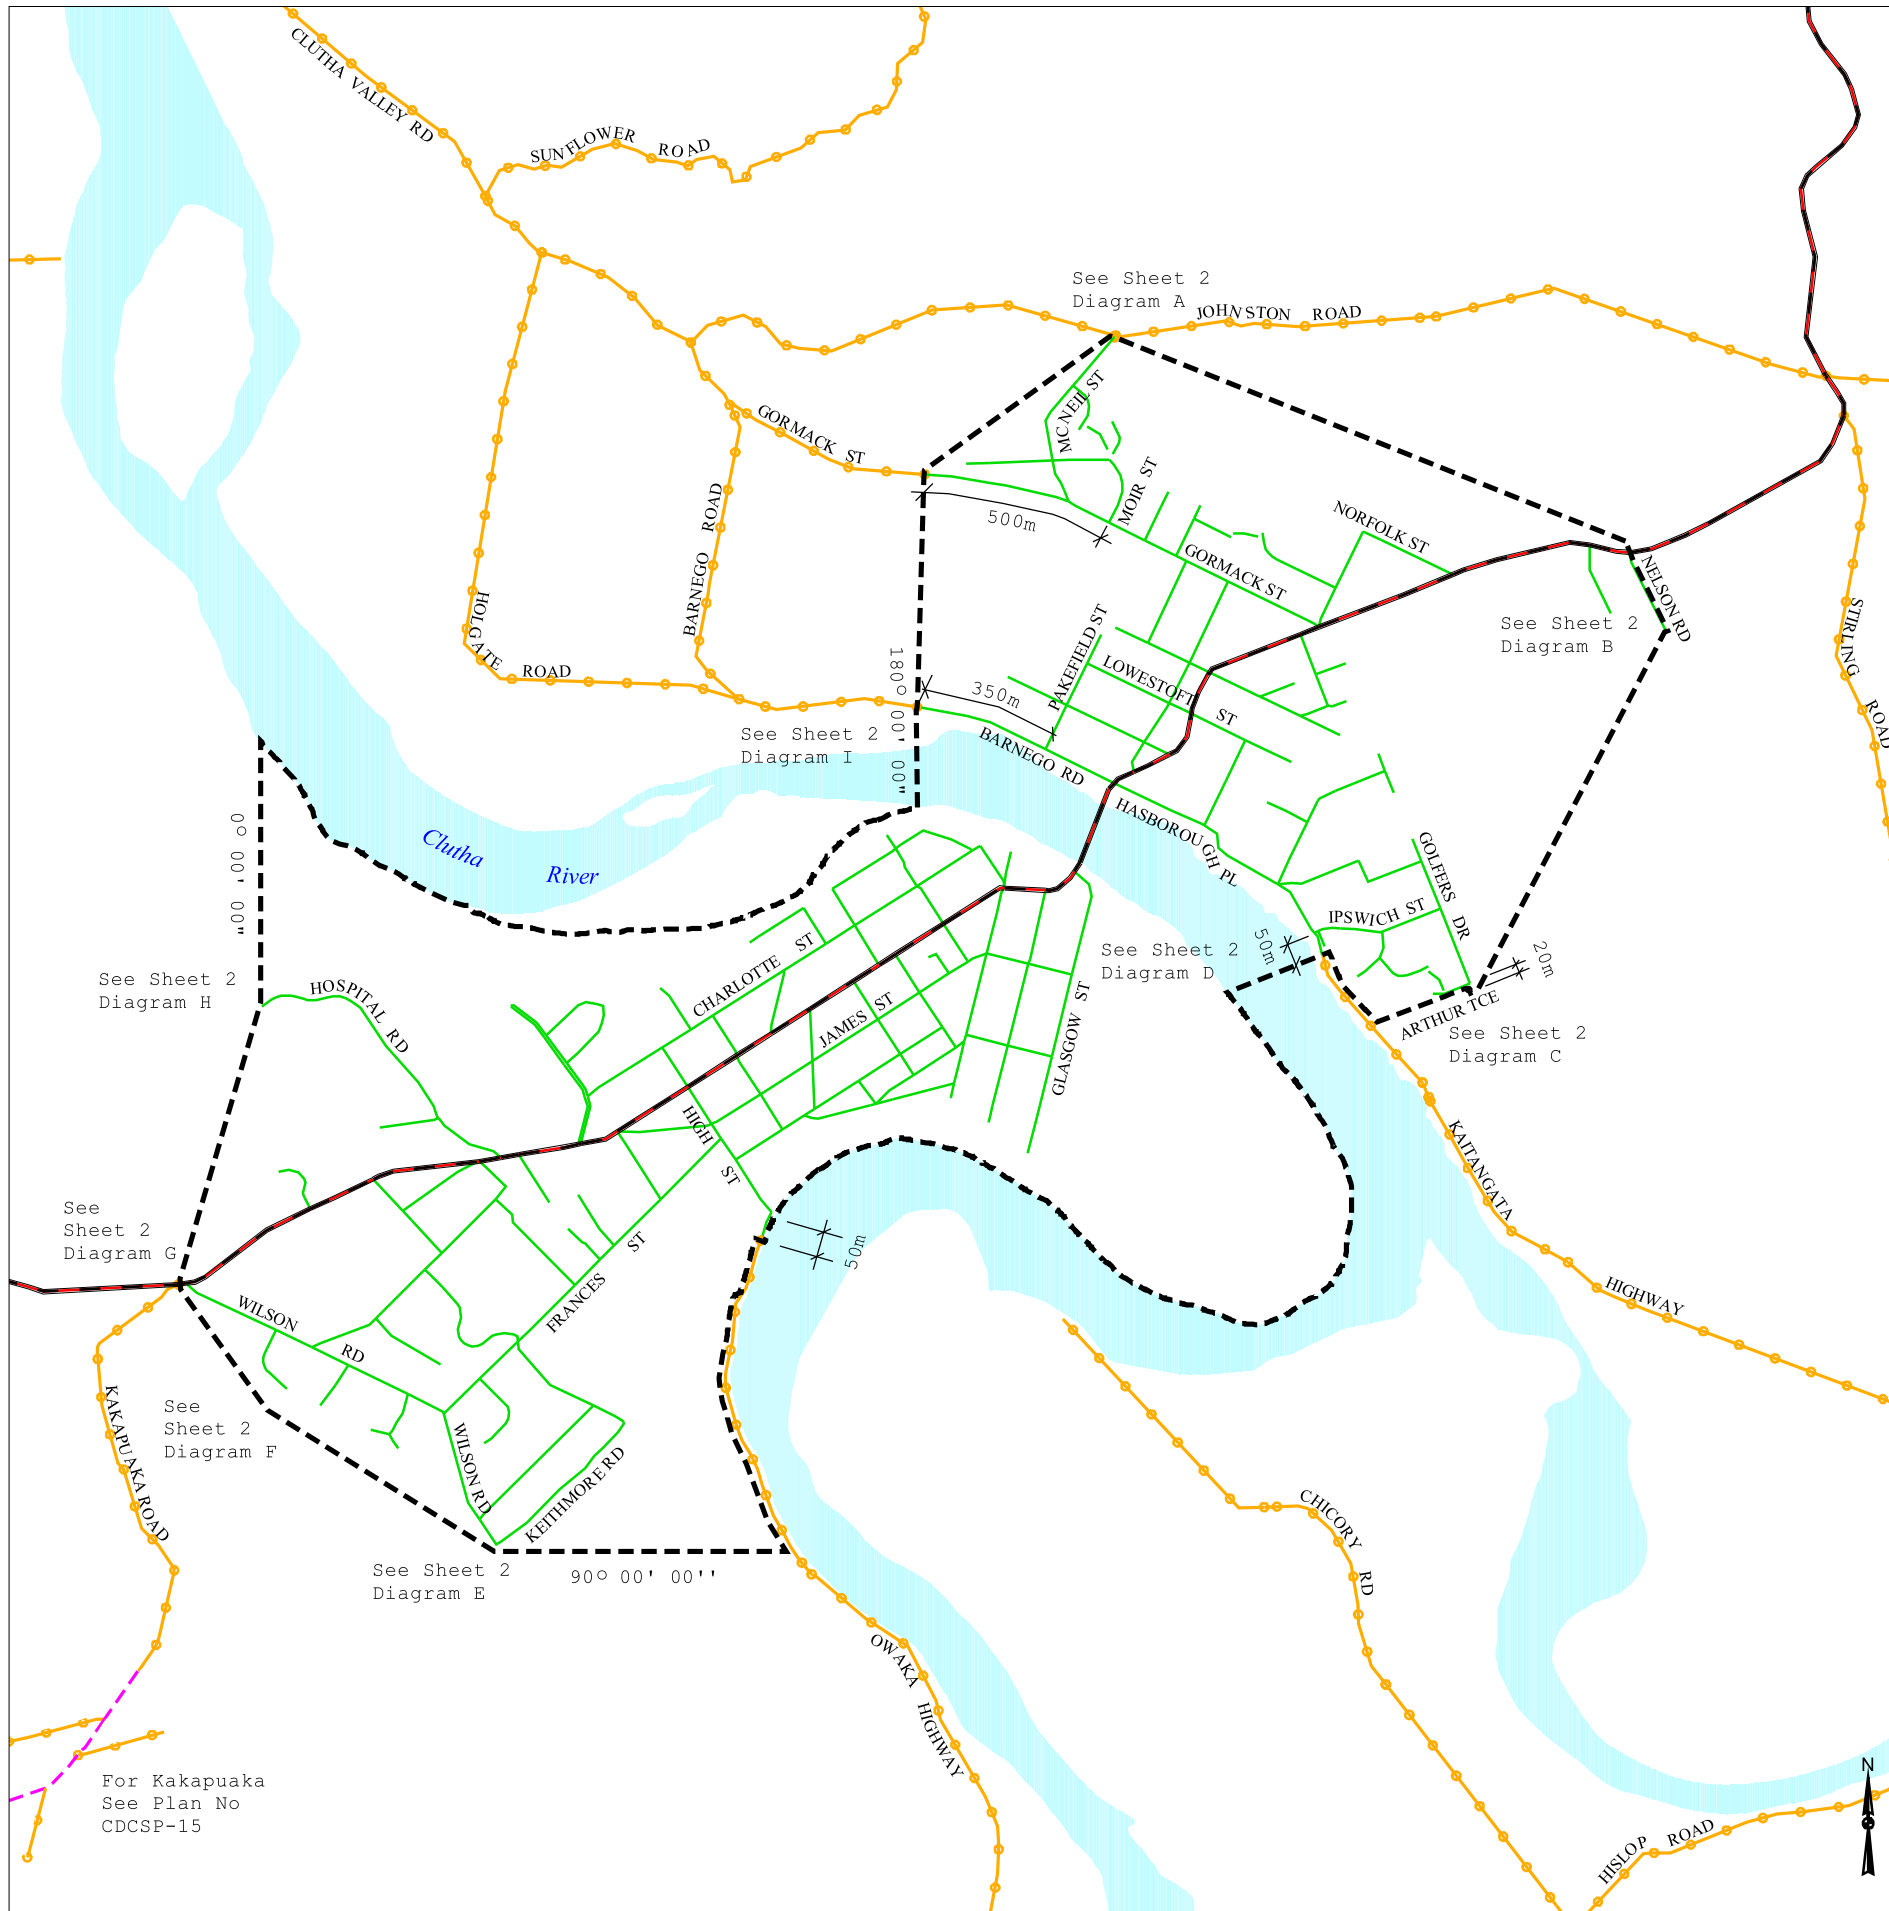 CLUTHA VALLEY RD
SUNFLOWER ROAD
See Sheet 2
Diagram A
JOHNSTON ROAD
MCNEIL ST
GORMACK ST
MOIR ST
500m
NORFOLK ST
GORMACK ST
NELSON RD
See Sheet 2
Diagram B
STIRLING ROAD
BARNEGO ROAD
HOLGATE ROAD
PAKEFIELD ST
LOWESTOFT ST
180° 00' 00"
350m
See Sheet 2
Diagram I
BARNEGO RD
HASBOROUGH PL
0° 00' 00"
Clutha River
GOLFERS DR
IPSWICH ST
50m
20m
See Sheet 2
Diagram D
ARTHUR TCE
See Sheet 2
Diagram C
CHARLOTTE ST
JAMES ST
GLASGOW ST
See Sheet 2
Diagram H
HOSPITAL RD
HIGH ST
KAITANGATA HIGHWAY
See
Sheet 2
Diagram G
50m
FRANCES ST
WILSON RD
KAKAPUAKA ROAD
See
Sheet 2
Diagram F
WILSON RD
KEITHMORE RD
See Sheet 2
Diagram E
90° 00' 00''
CHICORY RD
OWAKA HIGHWAY
For Kakapuaka
See Plan No
CDCSP-15
HISLOP ROAD
N